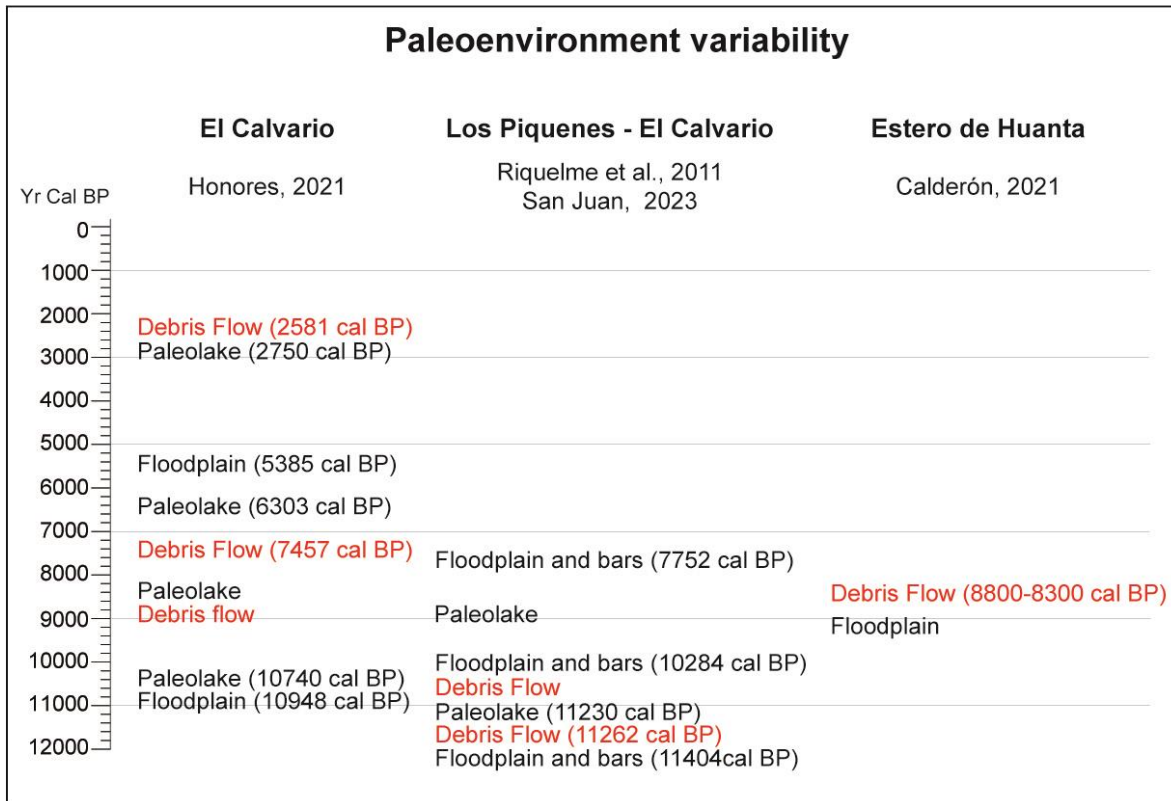 Paleoenvironment variability
El Calvario
Honores, 2021
Los Piquenes - El Calvario
Riquelme et al., 2011
San Juan, 2023
Estero de Huanta
Calderón, 2021
Yr Cal BP
0
1000
2000
3000
4000
5000
6000
7000
8000
9000
10000
11000
12000
Debris Flow (2581 cal BP)
Paleolake (2750 cal BP)
Floodplain (5385 cal BP)
Paleolake (6303 cal BP)
Debris Flow (7457 cal BP)
Paleolake
Debris flow
Paleolake (10740 cal BP)
Floodplain (10948 cal BP)
Floodplain and bars (7752 cal BP)
Paleolake
Floodplain and bars (10284 cal BP)
Debris Flow
Paleolake (11230 cal BP)
Debris Flow (11262 cal BP)
Floodplain and bars (11404cal BP)
Debris Flow (8800-8300 cal BP)
Floodplain